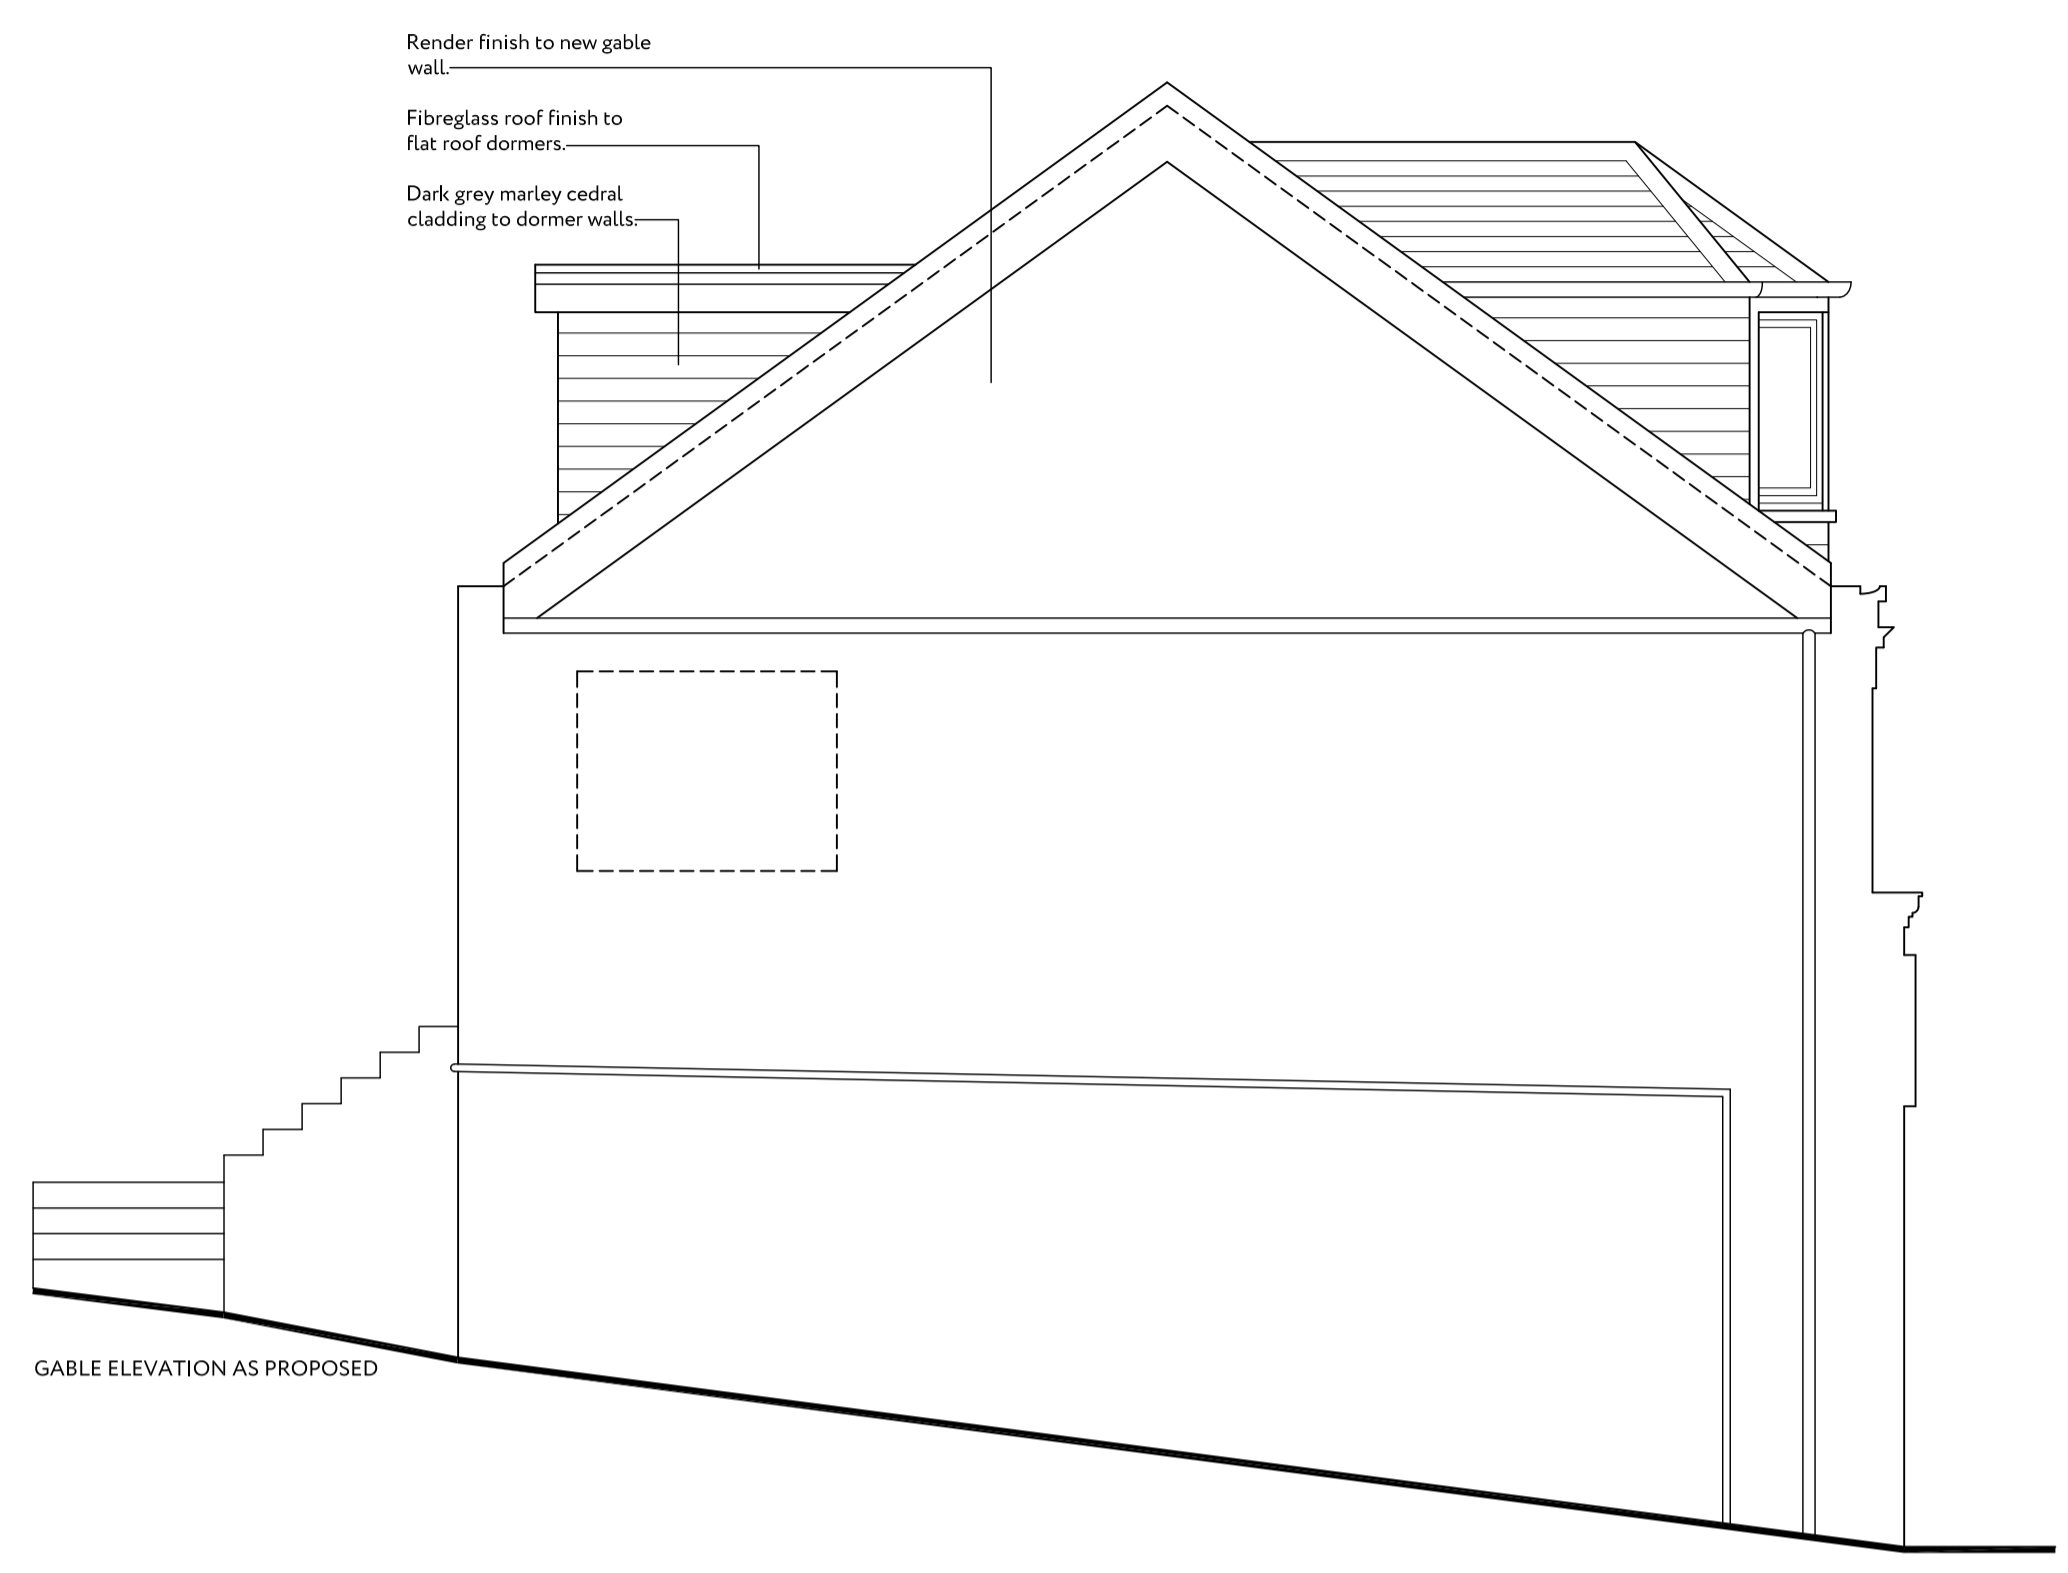 Render finish to new gable
wall.
Fibreglass roof finish to
flat roof dormers.
Dark grey marley cedral
cladding to dormer walls.
GABLE ELEVATION AS PROPOSED